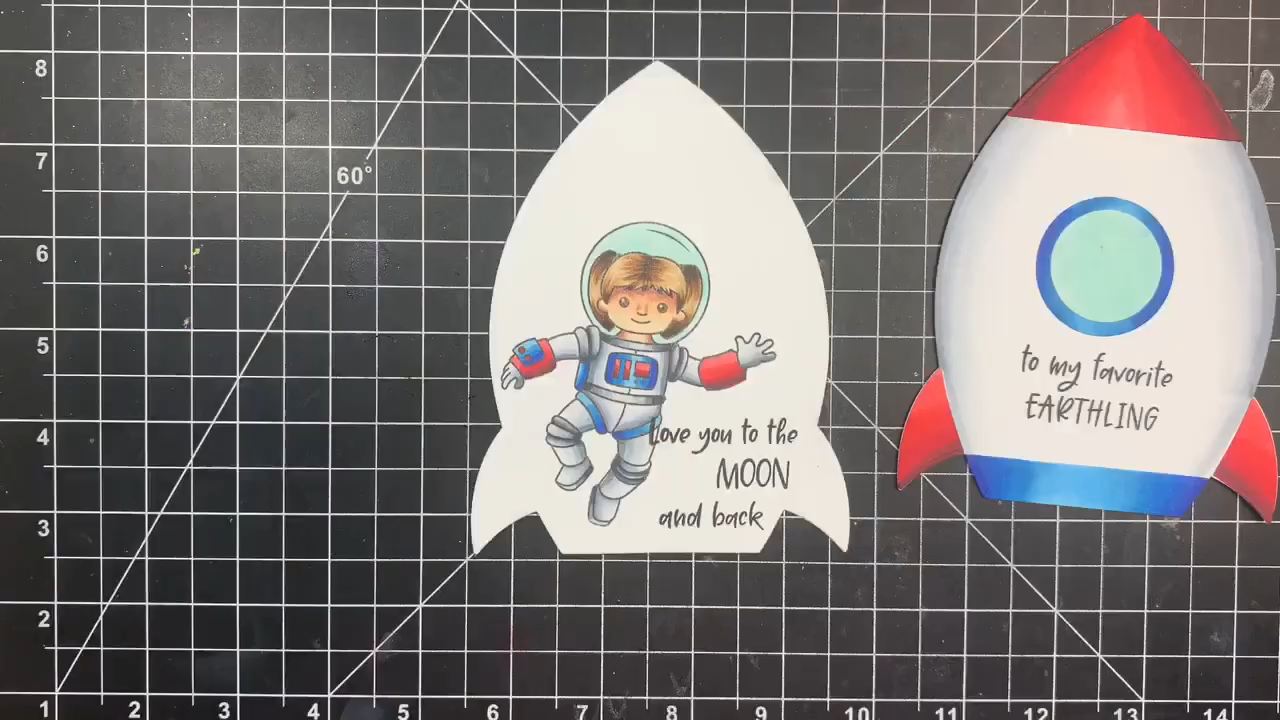 8
7
60°
6
5
4
3
2
1 2 3 4 5 6 7 8 9 10 11 12 13 14
Love you to the
MOON
and back
to my favorite
EARTHLING